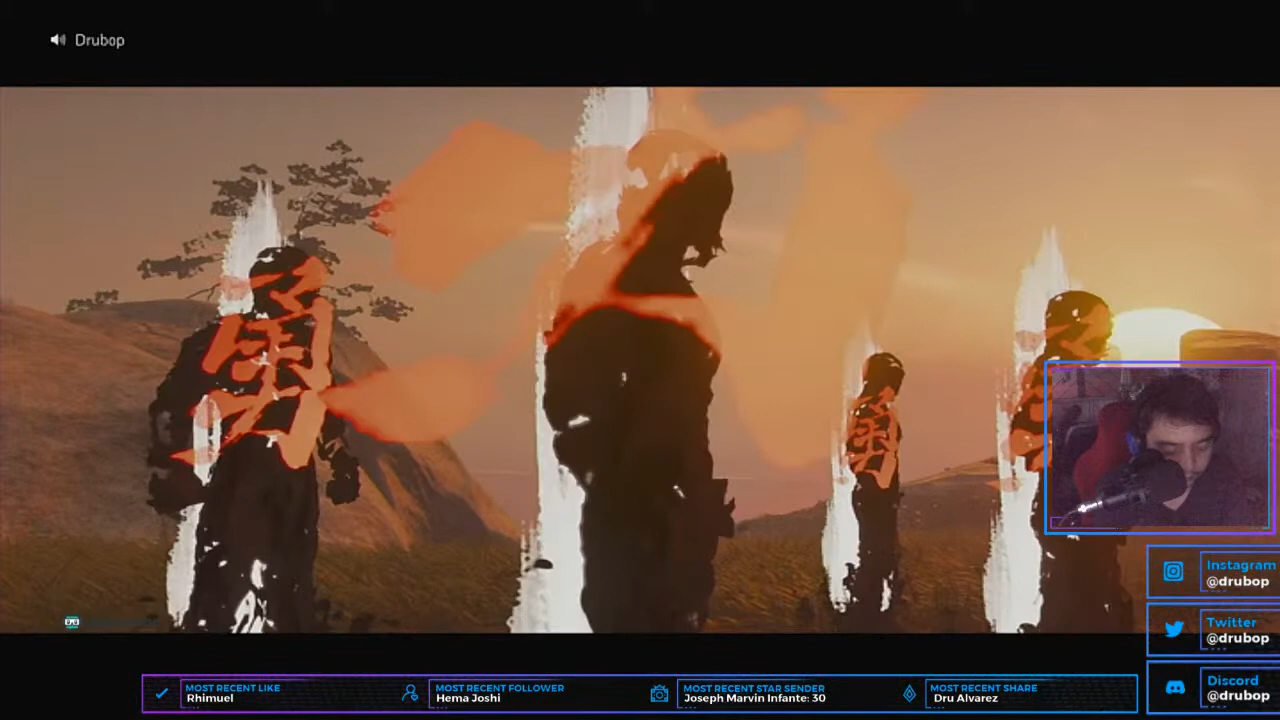 Drubop
勇
勇
Instagram
@drubop
Twitter
@drubop
Discord
@drubop
MOST RECENT LIKE
Rhimuel
MOST RECENT FOLLOWER
Hema Joshi
MOST RECENT STAR SENDER
Joseph Marvin Infante: 30
MOST RECENT SHARE
Dru Alvarez